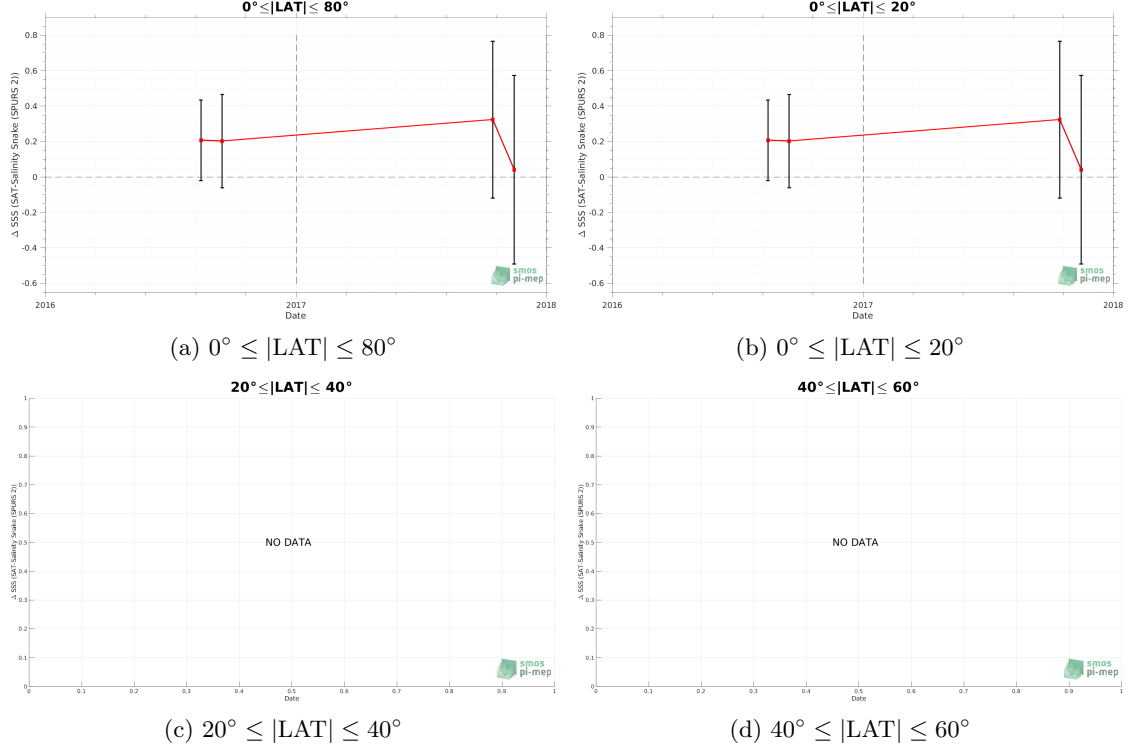 0°≤|LAT|≤ 80°
Δ SSS (SAT-Salinity Snake (SPURS 2))
0.8
0.6
0.4
0.2
0
-0.2
-0.4
-0.6
2016
2017
2018
Date
smos
pi-mep
(a) 0° ≤ |LAT| ≤ 80°
0°≤|LAT|≤ 20°
Δ SSS (SAT-Salinity Snake (SPURS 2))
0.8
0.6
0.4
0.2
0
-0.2
-0.4
-0.6
2016
2017
2018
Date
smos
pi-mep
(b) 0° ≤ |LAT| ≤ 20°
20°≤|LAT|≤ 40°
Δ SSS (SAT-Salinity Snake (SPURS 2))
1
0.9
0.8
0.7
0.6
0.5
0.4
0.3
0.2
0.1
0
NO DATA
0
0.1
0.2
0.3
0.4
0.5
0.6
0.7
0.8
0.9
1
Date
smos
pi-mep
(c) 20° ≤ |LAT| ≤ 40°
40°≤|LAT|≤ 60°
Δ SSS (SAT-Salinity Snake (SPURS 2))
1
0.9
0.8
0.7
0.6
0.5
0.4
0.3
0.2
0.1
0
NO DATA
0
0.1
0.2
0.3
0.4
0.5
0.6
0.7
0.8
0.9
1
Date
smos
pi-mep
(d) 40° ≤ |LAT| ≤ 60°